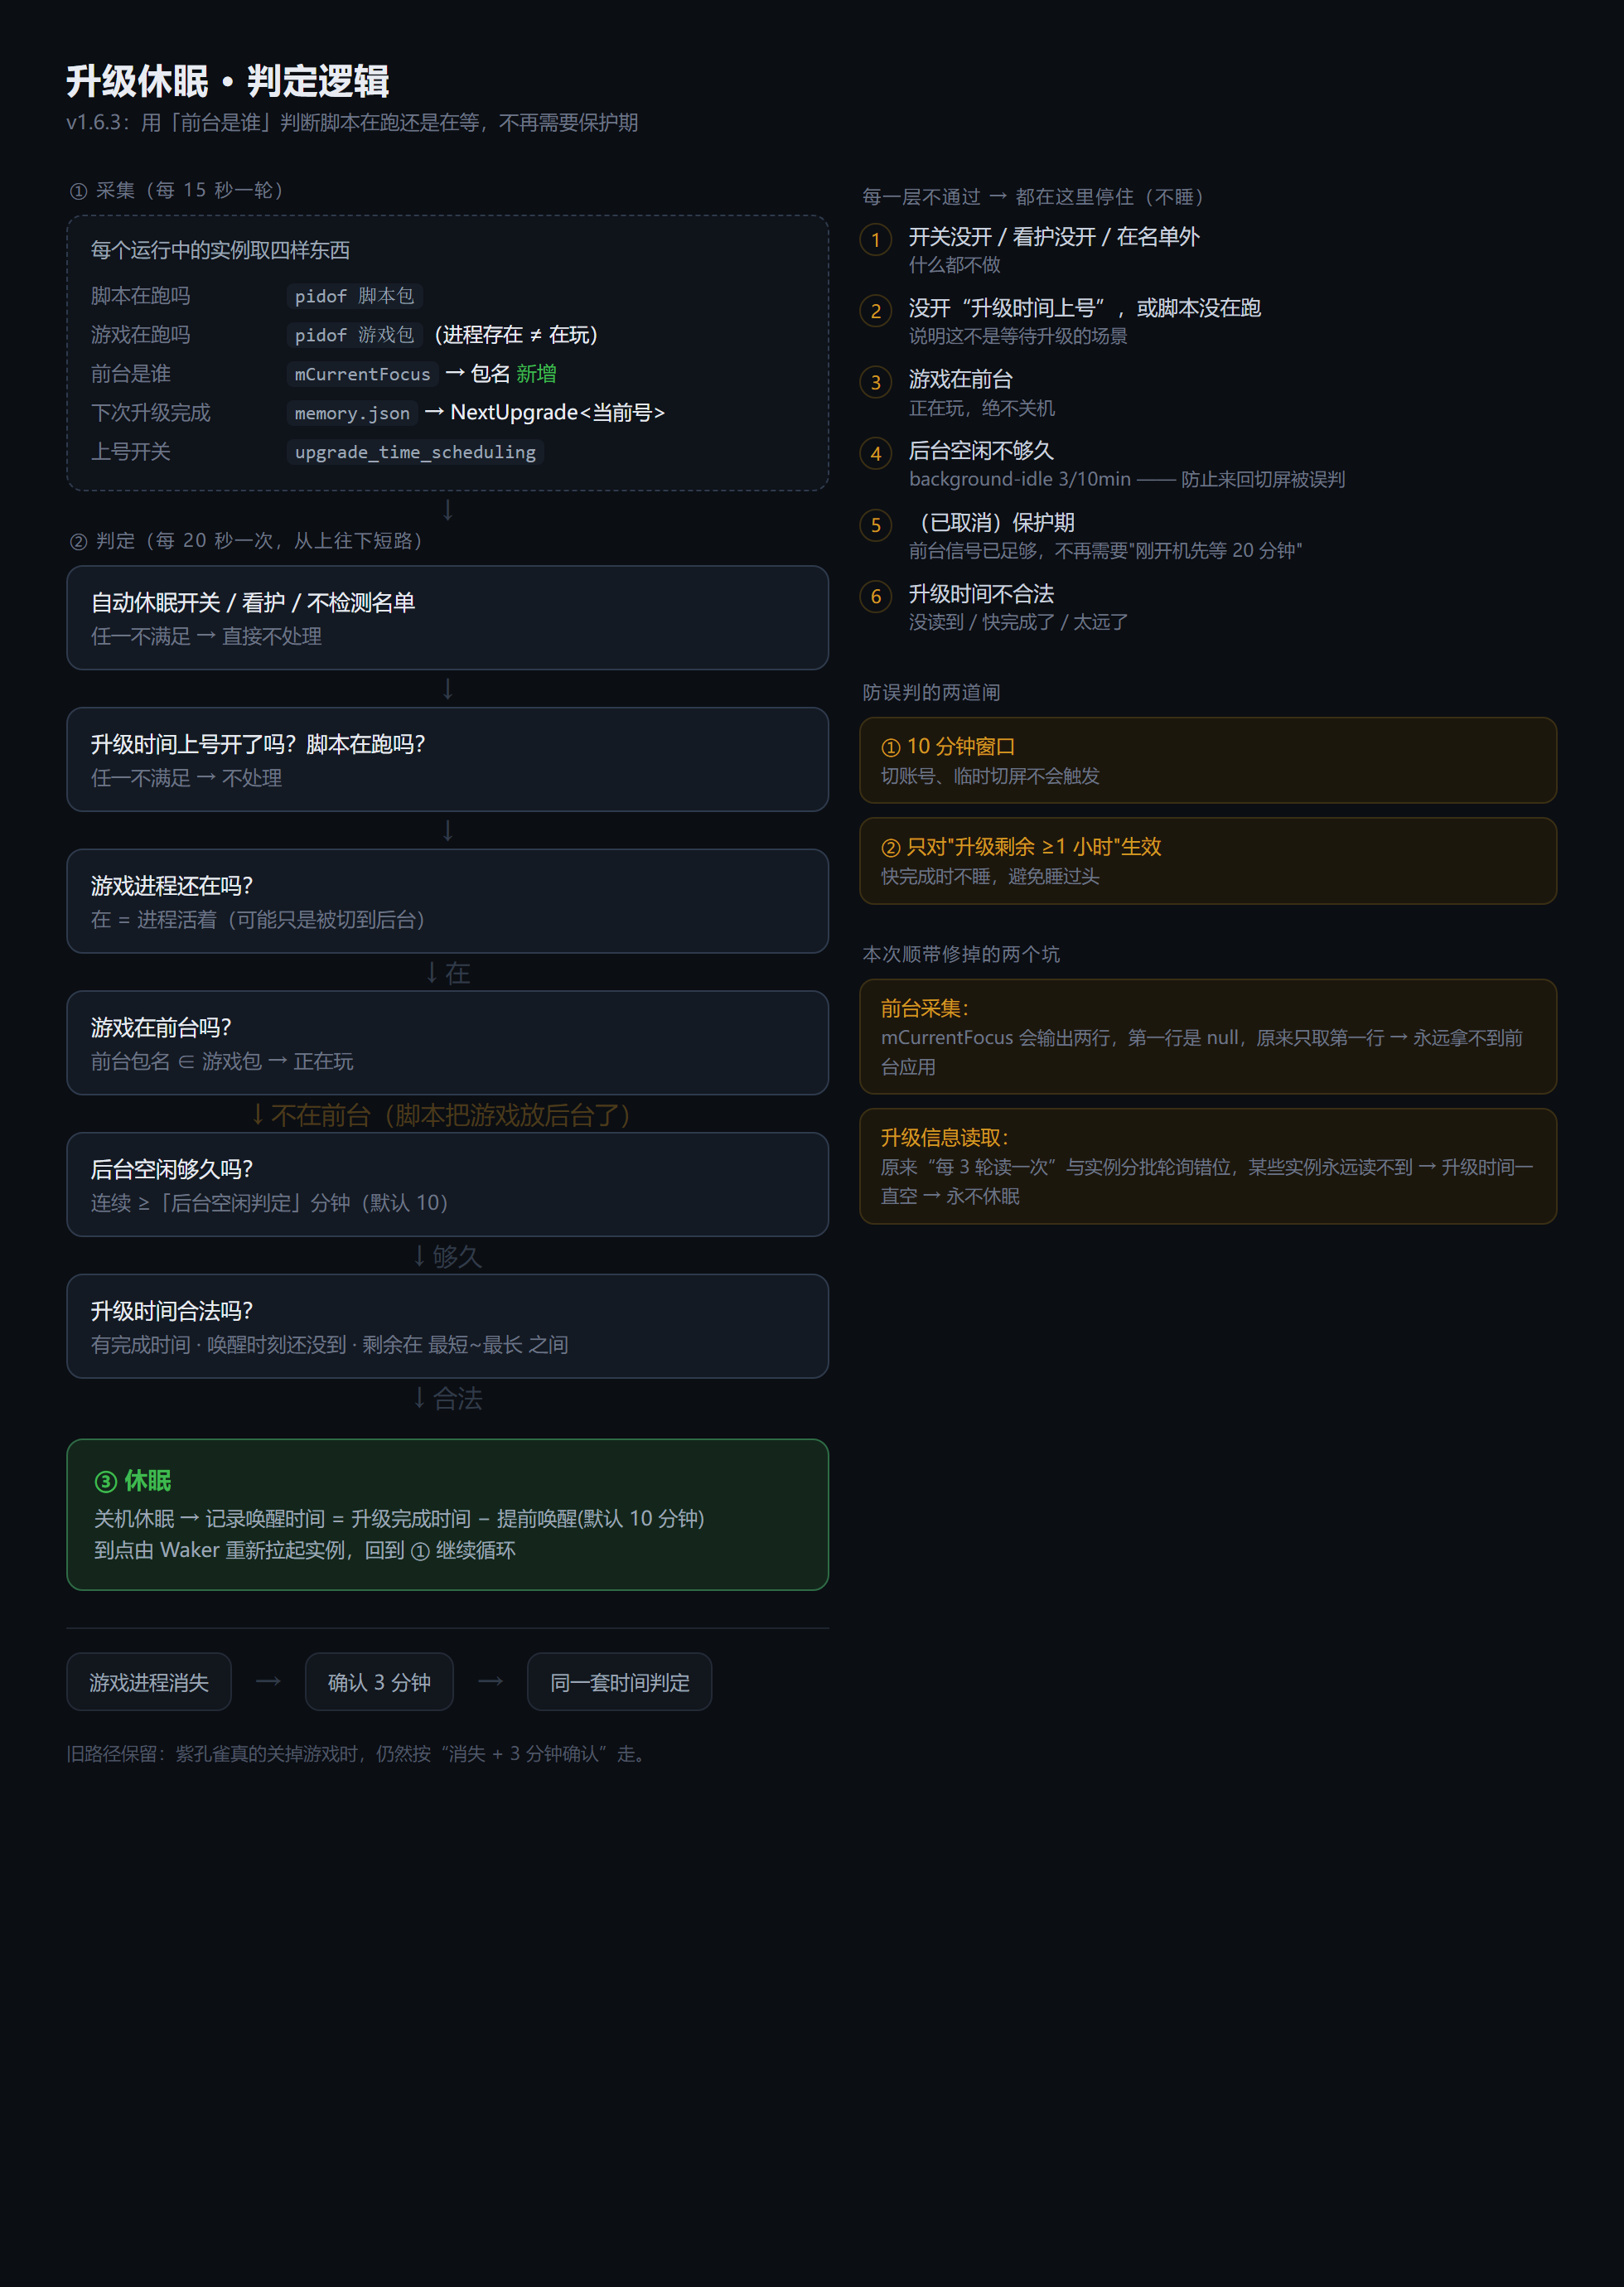 升级休眠 · 判定逻辑
v1.6.3：用「前台是谁」判断脚本在跑还是在等，不再需要保护期
① 采集（每 15 秒一轮）
每个运行中的实例取四样东西
脚本在跑吗 pidof 脚本包
游戏在跑吗 pidof 游戏包（进程存在 ≠ 在玩）
前台是谁 mCurrentFocus → 包名 新增
下次升级完成 memory.json → NextUpgrade<当前号>
上号开关 upgrade_time_scheduling
↓
② 判定（每 20 秒一次，从上往下短路）
自动休眠开关 / 看护 / 不检测名单
任一不满足 → 直接不处理
↓
升级时间上号开了吗？脚本在跑吗？
任一不满足 → 不处理
↓
游戏进程还在吗？
在 = 进程活着（可能只是被切到后台）
↓ 在
游戏在前台吗？
前台包名 ∈ 游戏包 → 正在玩
↓ 不在前台（脚本把游戏放后台了）
后台空闲够久吗？
连续 ≥「后台空闲判定」分钟（默认 10）
↓ 够久
升级时间合法吗？
有完成时间 · 唤醒时刻还没到 · 剩余在 最短~最长 之间
↓ 合法
③ 休眠
关机休眠 → 记录唤醒时间 = 升级完成时间 − 提前唤醒(默认 10 分钟)
到点由 Waker 重新拉起实例，回到 ① 继续循环
游戏进程消失 → 确认 3 分钟 → 同一套时间判定
旧路径保留：紫孔雀真的关掉游戏时，仍然按“消失 + 3 分钟确认”走。
每一层不通过 → 都在这里停住（不睡）
1 开关没开 / 看护没开 / 在名单外
什么都不做
2 没开“升级时间上号”，或脚本没在跑
说明这不是等待升级的场景
3 游戏在前台
正在玩，绝不关机
4 后台空闲不够久
background-idle 3/10min —— 防止来回切屏被误判
5 （已取消）保护期
前台信号已足够，不再需要"刚开机先等 20 分钟"
6 升级时间不合法
没读到 / 快完成了 / 太远了
防误判的两道闸
① 10 分钟窗口
切账号、临时切屏不会触发
② 只对"升级剩余 ≥1 小时"生效
快完成时不睡，避免睡过头
本次顺带修掉的两个坑
前台采集：
mCurrentFocus 会输出两行，第一行是 null，原来只取第一行 → 永远拿不到前
台应用
升级信息读取：
原来“每 3 轮读一次”与实例分批轮询错位，某些实例永远读不到 → 升级时间一
直空 → 永不休眠